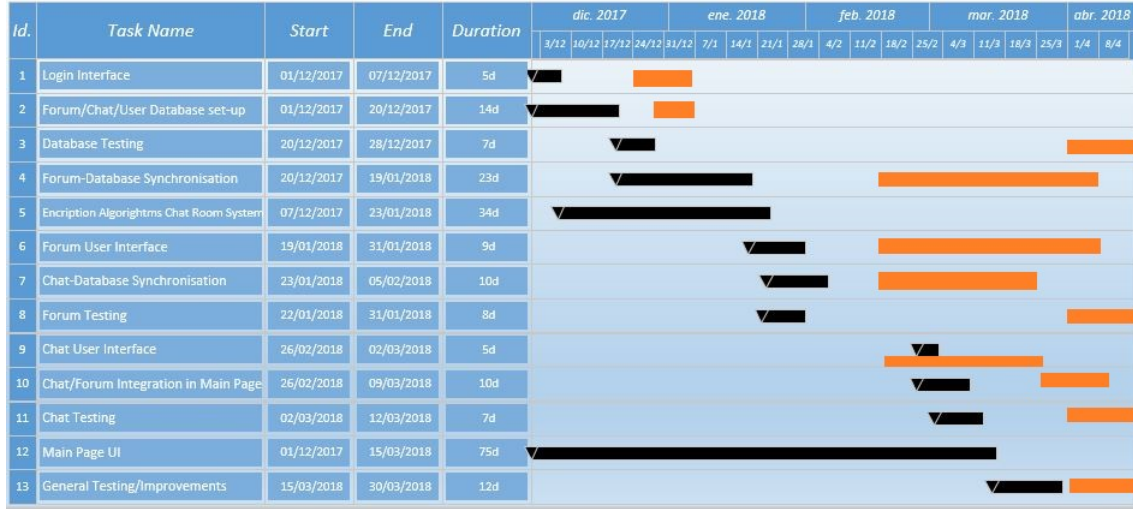 Id. Task Name Start End Duration dic. 2017 ene. 2018 feb. 2018 mar. 2018 abr. 2018
3/12 10/12 17/12 24/12 31/12 7/1 14/1 21/1 28/1 4/2 11/2 18/2 25/2 4/3 11/3 18/3 25/3 1/4 8/4
1 Login Interface 01/12/2017 07/12/2017 5d
2 Forum/Chat/User Database set-up 01/12/2017 20/12/2017 14d
3 Database Testing 20/12/2017 28/12/2017 7d
4 Forum-Database Synchronisation 20/12/2017 19/01/2018 23d
5 Encription Algorightms Chat Room System 07/12/2017 23/01/2018 34d
6 Forum User Interface 19/01/2018 31/01/2018 9d
7 Chat-Database Synchronisation 23/01/2018 05/02/2018 10d
8 Forum Testing 22/01/2018 31/01/2018 8d
9 Chat User Interface 26/02/2018 02/03/2018 5d
10 Chat/Forum Integration in Main Page 26/02/2018 09/03/2018 10d
11 Chat Testing 02/03/2018 12/03/2018 7d
12 Main Page UI 01/12/2017 15/03/2018 75d
13 General Testing/Improvements 15/03/2018 30/03/2018 12d